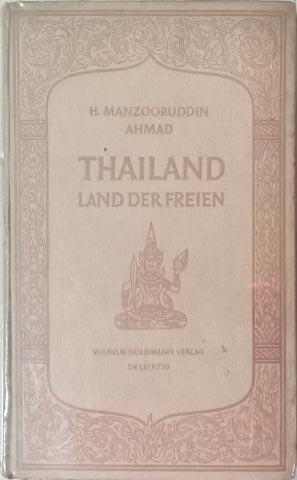 H. MANZOORUDDIN
AHMAD
THAILAND
LAND DER FREIEN
WILHELM GOLDMANN VERLAG
IN LEIPZIG